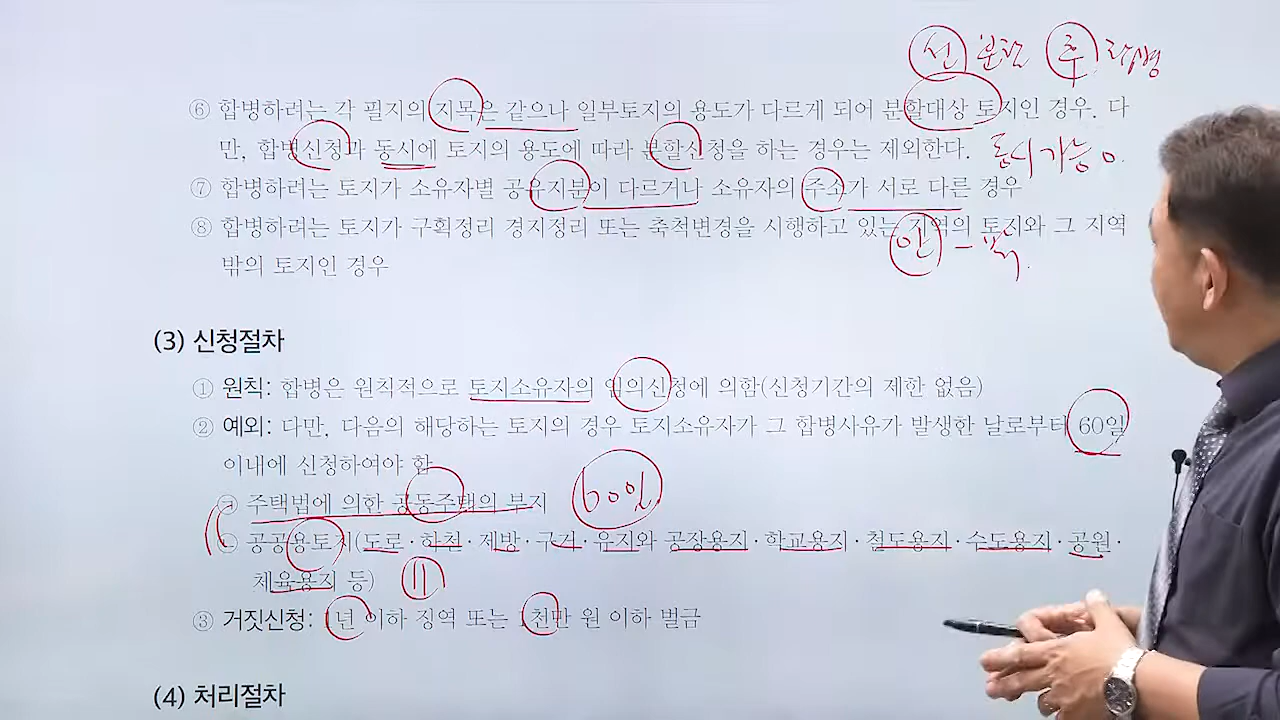 선 분할 후 합병
⑥ 합병하려는 각 필지의 지목은 같으나 일부토지의 용도가 다르게 되어 분할대상 토지인 경우. 다
만, 합병신청과 동시에 토지의 용도에 따라 분할신청을 하는 경우는 제외한다. 동시 가능 ○.
⑦ 합병하려는 토지가 소유자별 공유지분이 다르거나 소유자의 주소가 서로 다른 경우
⑧ 합병하려는 토지가 구획정리 경지정리 또는 축척변경을 시행하고 있는 지역의 토지와 그 지역
안 - 밖.
밖의 토지인 경우
(3) 신청절차
① 원칙: 합병은 원칙적으로 토지소유자의 임의신청에 의함(신청기간의 제한 없음)
② 예외: 다만, 다음의 해당하는 토지의 경우 토지소유자가 그 합병사유가 발생한 날로부터 60일
이내에 신청하여야 함
㉠ 주택법에 의한 공동주택의 부지 60일
㉡ 공공용토지(도로·하천·제방·구거·유지와 공장용지·학교용지·철도용지·수도용지·공원·
체육용지 등) 11
③ 거짓신청: 1년 이하 징역 또는 1천만 원 이하 벌금
(4) 처리절차